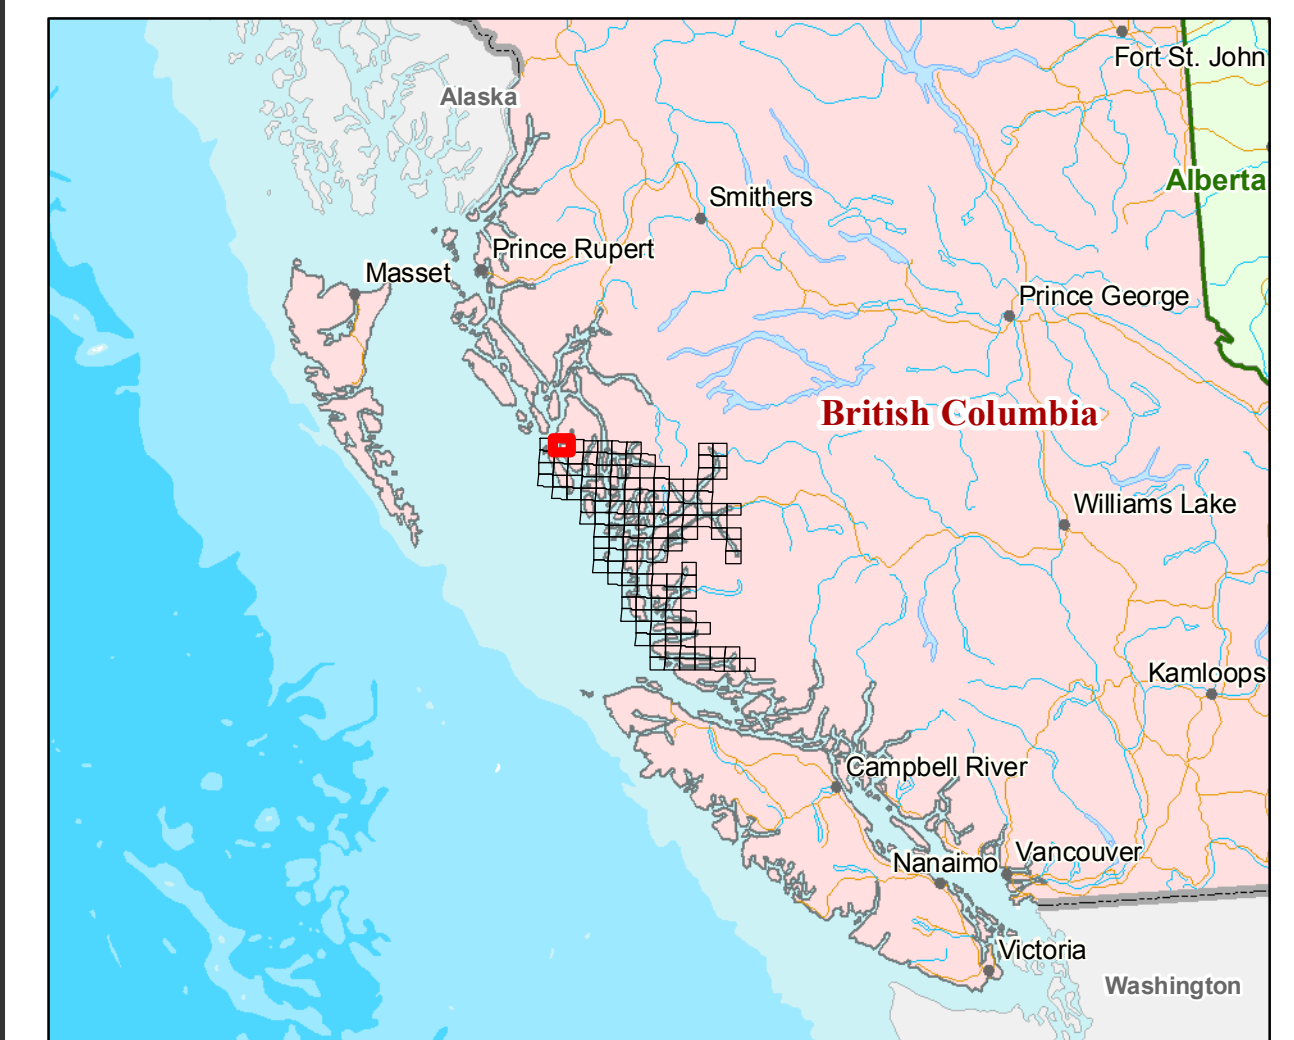 Fort St. John
Alaska
Alberta
Smithers
Prince Rupert
Masset
Prince George
British Columbia
Williams Lake
Kamloops
Campbell River
Vancouver
Nanaimo
Victoria
Washington